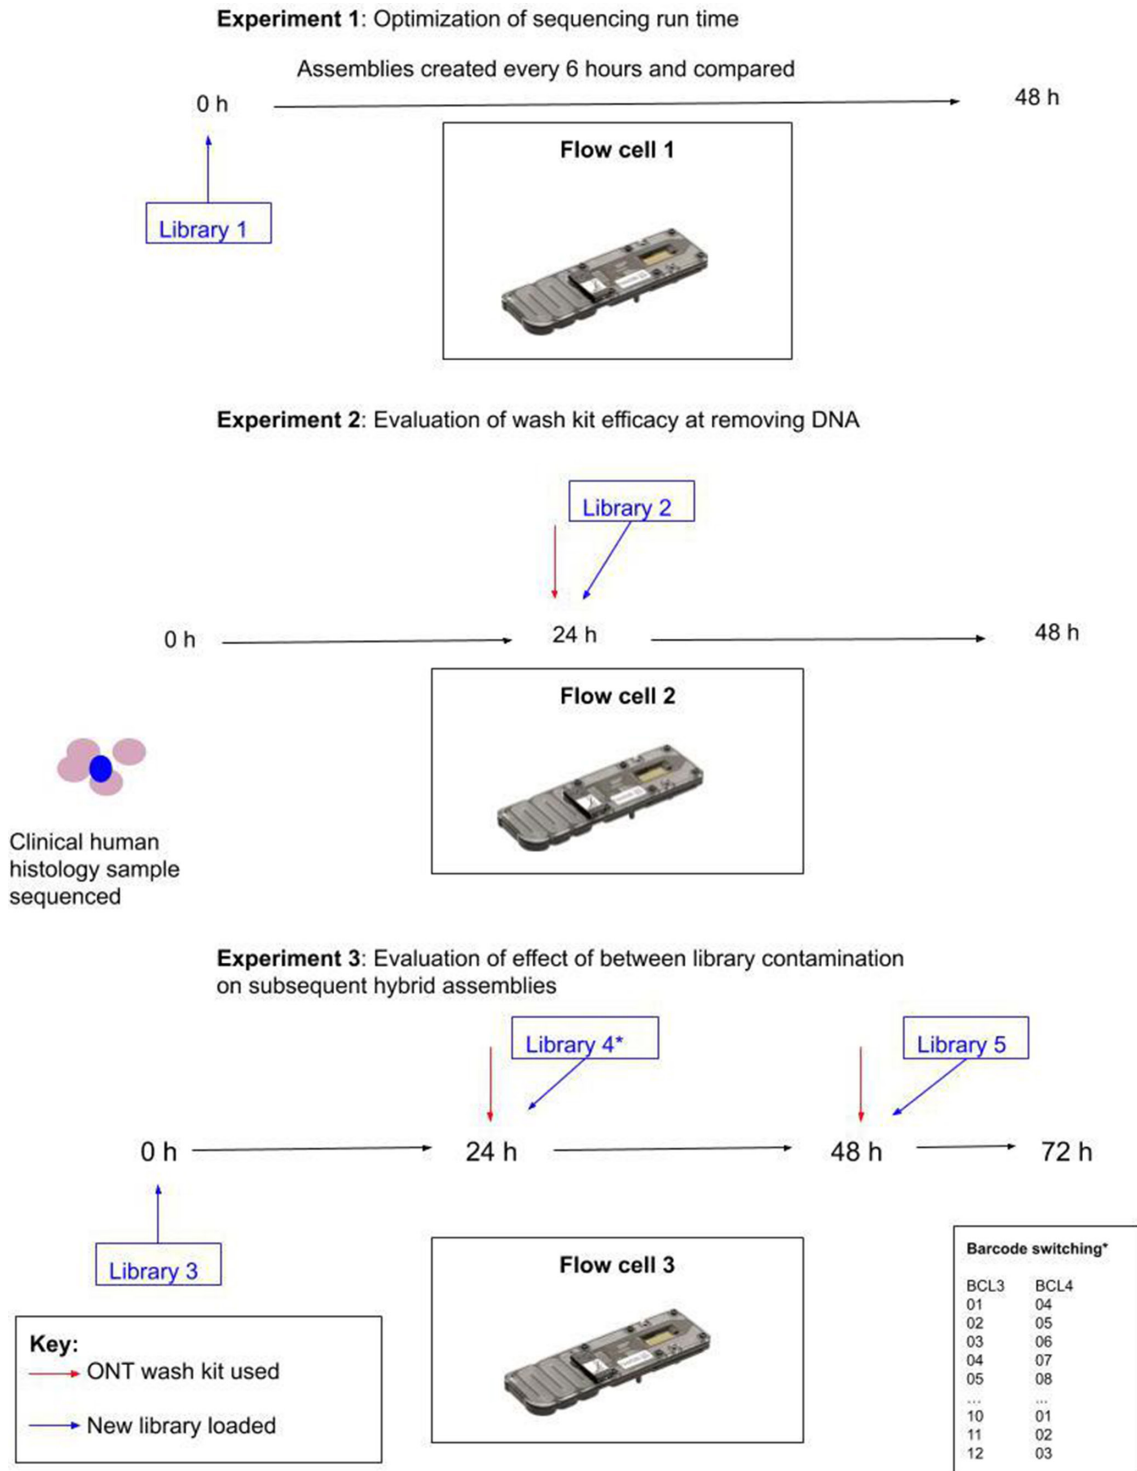 Experiment 1: Optimization of sequencing run time
Assemblies created every 6 hours and compared
0 h
48 h
Library 1
Flow cell 1
Experiment 2: Evaluation of wash kit efficacy at removing DNA
Library 2
0 h
24 h
48 h
Flow cell 2
Clinical human
histology sample
sequenced
Experiment 3: Evaluation of effect of between library contamination
on subsequent hybrid assemblies
Library 4*
Library 5
0 h
24 h
48 h
72 h
Library 3
Flow cell 3
Key:
ONT wash kit used
New library loaded
Barcode switching*
BCL3 BCL4
01 04
02 05
03 06
04 07
05 08
... ...
10 01
11 02
12 03